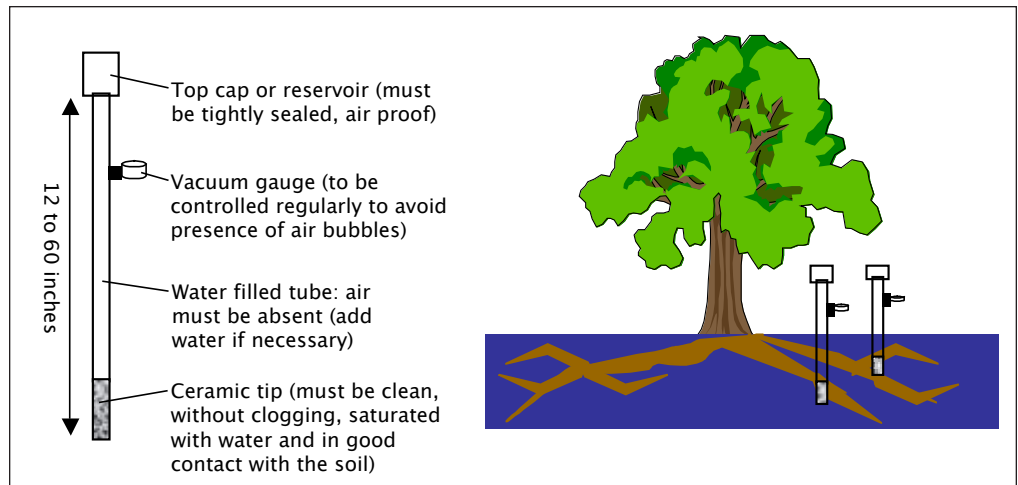 Top cap or reservoir (must
be tightly sealed, air proof)
12 to 60 inches
Vacuum gauge (to be
controlled regularly to avoid
presence of air bubbles)
Water filled tube: air
must be absent (add
water if necessary)
Ceramic tip (must be clean,
without clogging, saturated
with water and in good
contact with the soil)